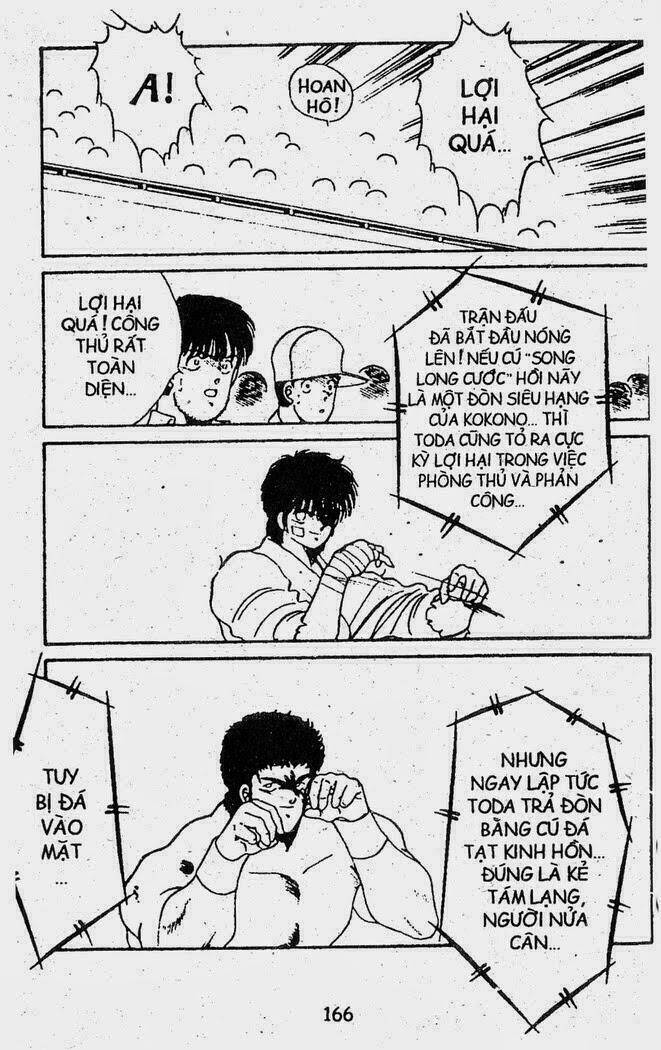 A!
HOAN
HÔ!
LỢI
HẠI
QUÁ...
LỢI HẠI
QUÁ! CÔNG
THỦ RẤT
TOÀN
DIỆN...
TRẬN ĐẤU
ĐÃ BẮT ĐẦU NÓNG
LÊN! NẾU CÚ "SONG
LONG CƯỚC" HỒI NÃY
LÀ MỘT ĐÒN SIÊU HẠNG
CỦA KOKONO... THÌ
TODA CŨNG TỎ RA CỰC
KỲ LỢI HẠI TRONG VIỆC
PHÒNG THỦ VÀ PHẢN
CÔNG...
TUY
BỊ ĐÁ
VÀO
MẶT
...
NHƯNG
NGAY LẬP TỨC
TODA TRẢ ĐÒN
BẰNG CÚ ĐÁ
TẠT KINH HỒN...
ĐÚNG LÀ KẺ
TÁM LẠNG,
NGƯỜI NỬA
CÂN...
166